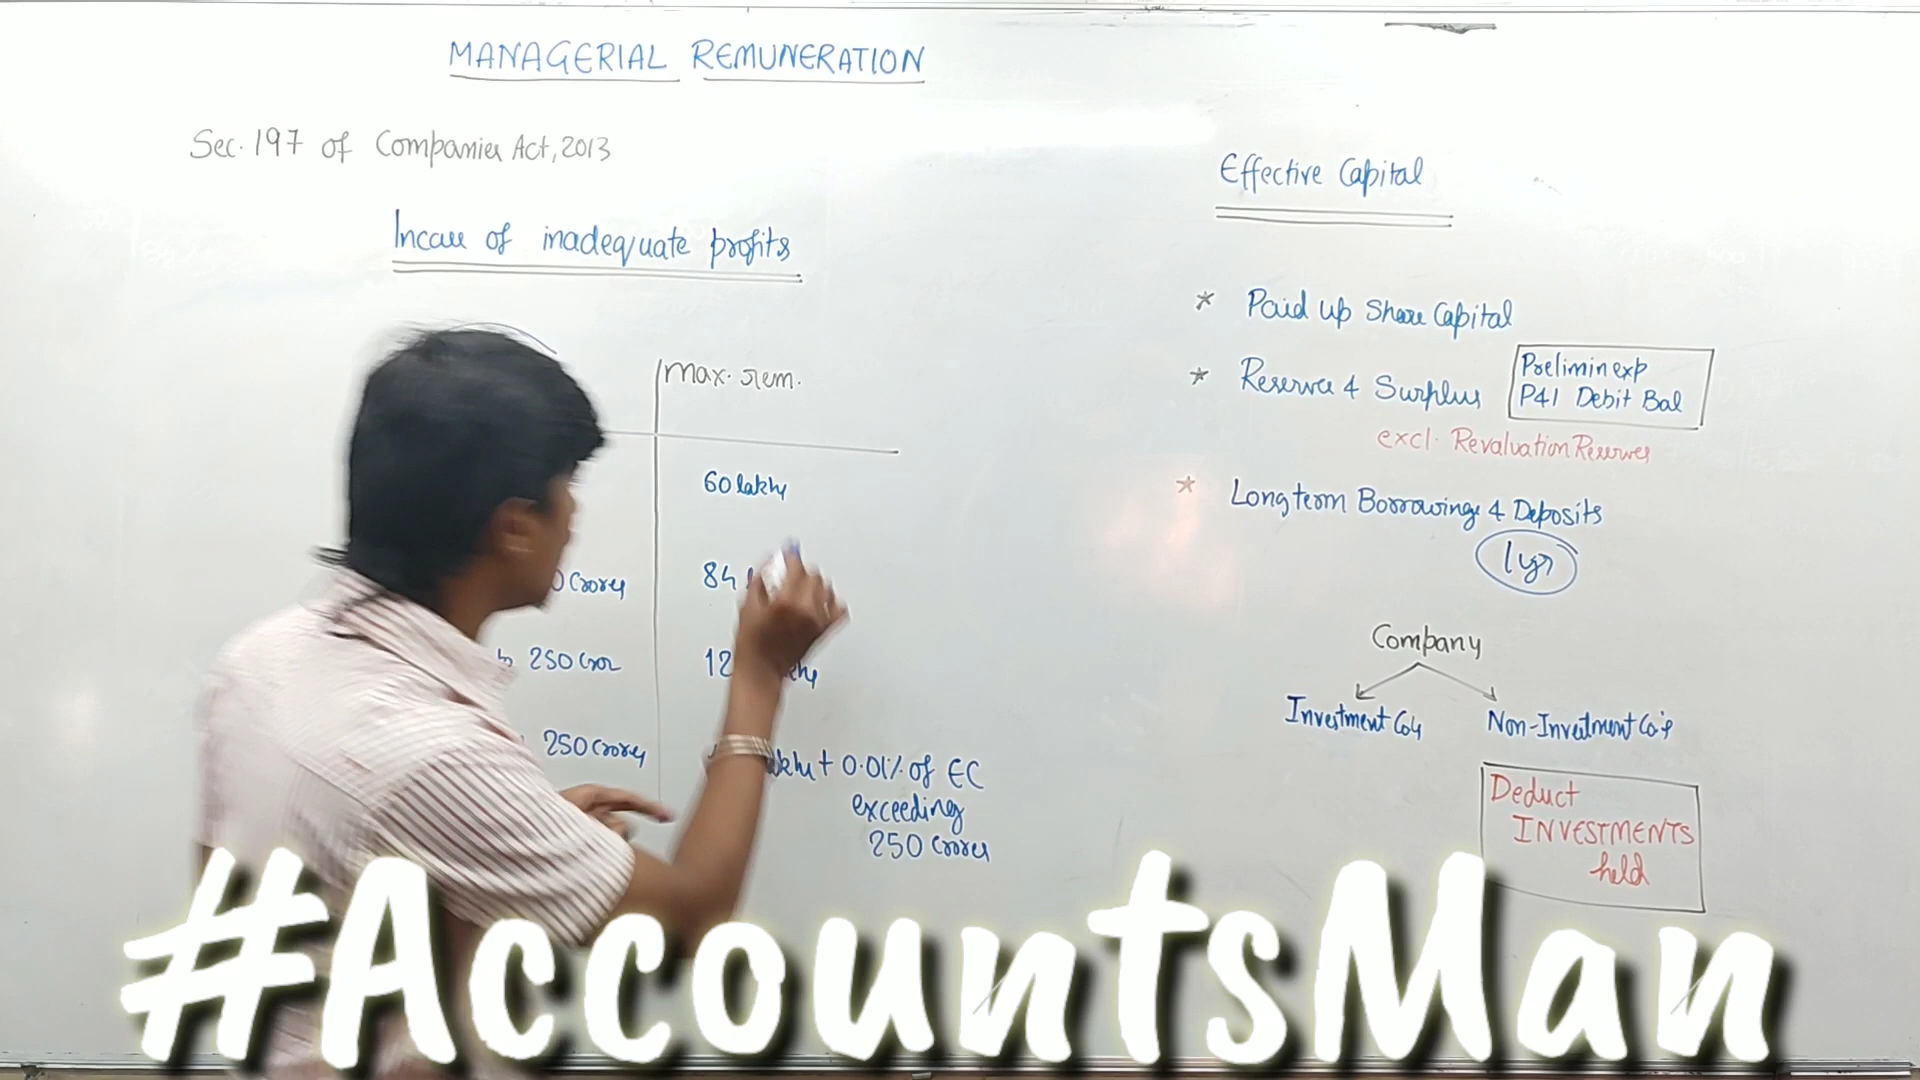 MANAGERIAL REMUNERATION
Sec. 197 of Companies Act, 2013
Incase of inadequate profits
max. rem.
60 lakhs
0 Crores 84
250 Cror 12
250 Crores + 0.01% of EC
exceeding
250 Crores
Effective Capital
* Paid up Share Capital
* Reserve & Surplus
Prelimin exp
P&l Debit Bal
excl. Revaluation Reserves
* Long term Borrowings & Deposits
1 yr
Company
Investment Co's Non-Investment Co's
Deduct
INVESTMENTS
held
#AccountsMan